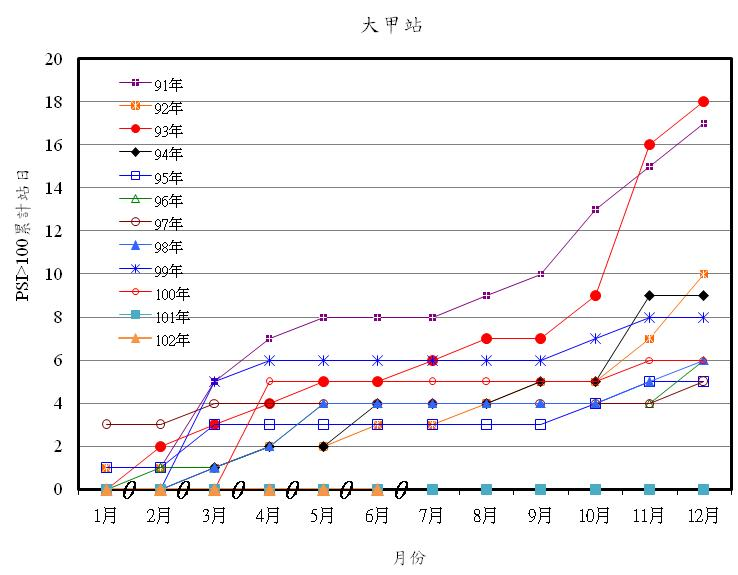 大甲站
PSI>100累計站日
20
18
16
14
12
10
8
6
4
2
0
91年
92年
93年
94年
95年
96年
97年
98年
99年
100年
101年
102年
0 0 0 0 0 0
1月 2月 3月 4月 5月 6月 7月 8月 9月 10月 11月 12月
月份